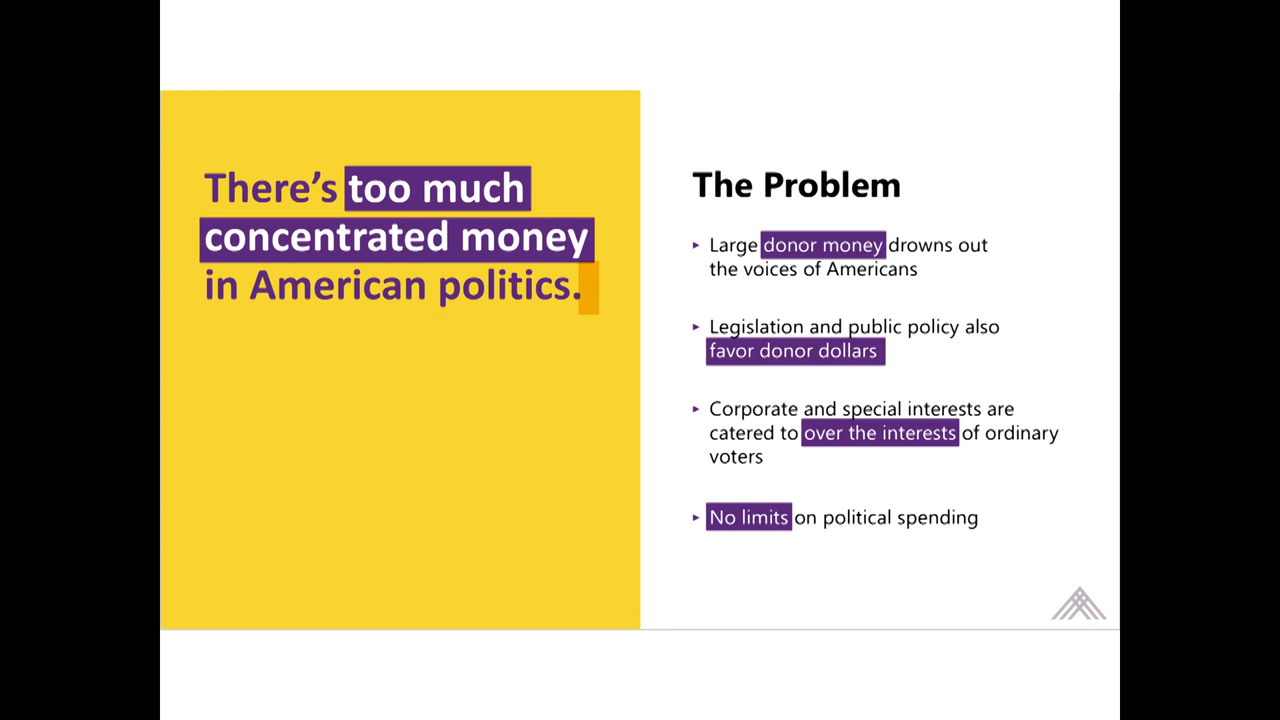 There’s too much
concentrated money
in American politics.
The Problem
Large donor money drowns out
the voices of Americans
Legislation and public policy also
favor donor dollars
Corporate and special interests are
catered to over the interests of ordinary
voters
No limits on political spending